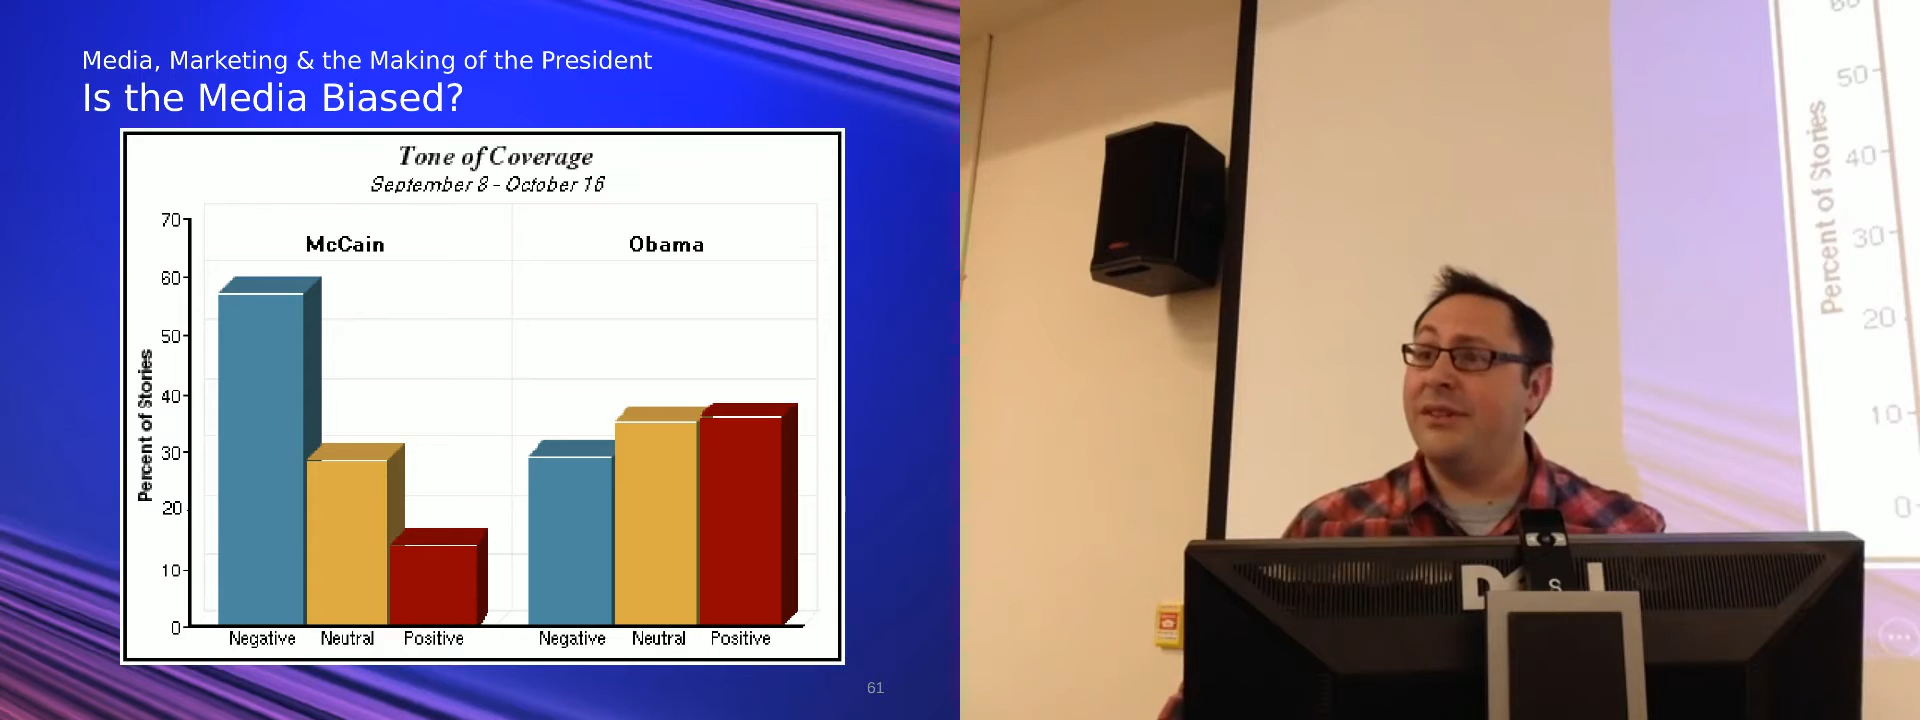 Media, Marketing & the Making of the President
Is the Media Biased?
Tone of Coverage
September 8 - October 16
70
60
50
40
30
20
10
0
Percent of Stories
McCain
Obama
Negative Neutral Positive
Negative Neutral Positive
61
60
50
40
30
20
10
0
Percent of Stories
S